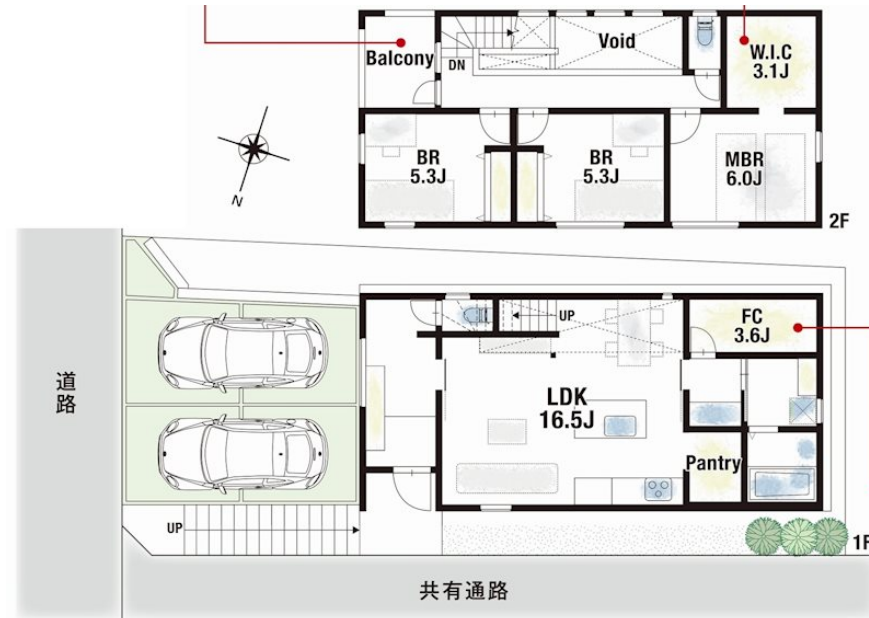 Balcony
DN
Void
W.I.C
3.1J
BR
5.3J
BR
5.3J
MBR
6.0J
N
2F
UP
FC
3.6J
道路
LDK
16.5J
Pantry
UP
1F
共有通路